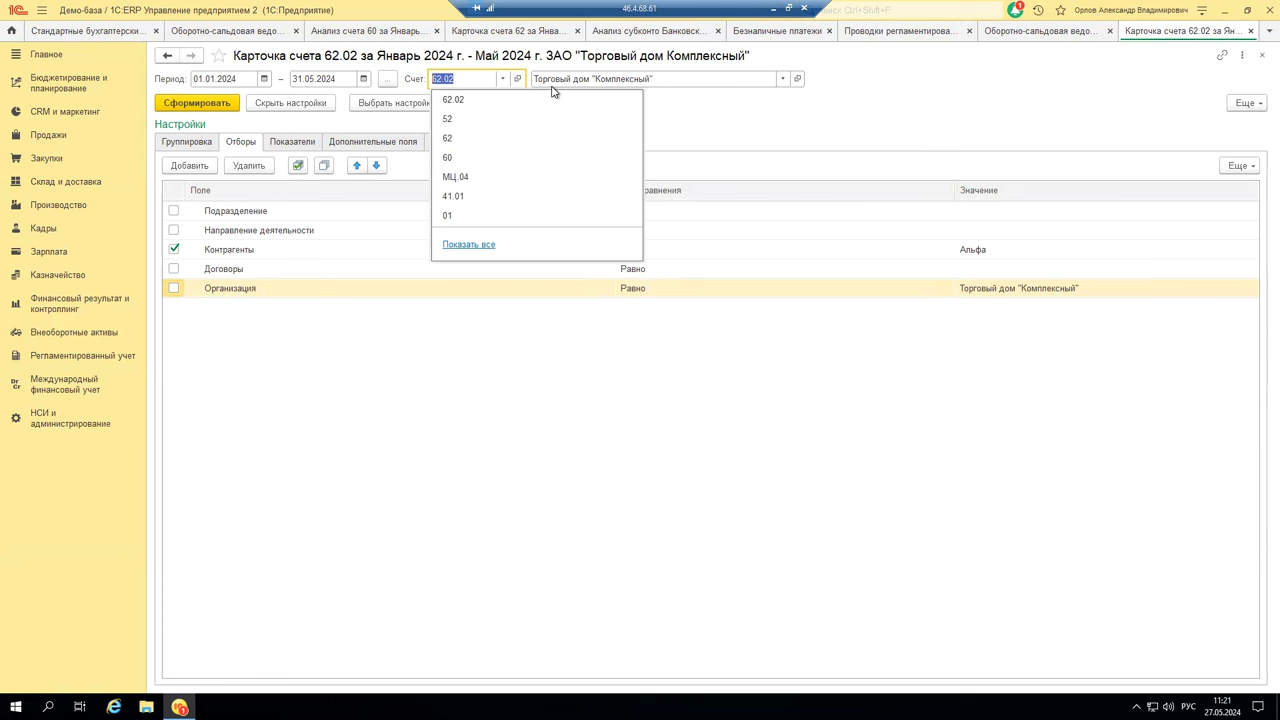 Демо-база / 1С:ERP Управление предприятием 2 (1С:Предприятие)
46.4.68.61
иск Ctrl+Shift+F
1
Орлов Александр Владимирович
Стандартные бухгалтерски...
Оборотно-сальдовая ведо...
Анализ счета 60 за Январь...
Карточка счета 62 за Янва...
Анализ субконто Банковск...
Безналичные платежи
Проводки регламентирова...
Оборотно-сальдовая ведо...
Карточка счета 62.02 за Ян...
Главное
Бюджетирование и
планирование
CRM и маркетинг
Продажи
Закупки
Склад и доставка
Производство
Кадры
Зарплата
Казначейство
Финансовый результат и
контроллинг
Внеоборотные активы
Регламентированный учет
Международный
финансовый учет
НСИ и
администрирование
Карточка счета 62.02 за Январь 2024 г. - Май 2024 г. ЗАО "Торговый дом Комплексный"
Период: 01.01.2024 – 31.05.2024 ... Счет: 62.02 Торговый дом "Комплексный"
Сформировать Скрыть настройки Выбрать настройк Еще
Настройки
Группировка Отборы Показатели Дополнительные поля
Добавить Удалить Еще
Поле равнения Значение
Подразделение
Направление деятельности
Контрагенты Альфа
Договоры Равно
Организация Равно Торговый дом "Комплексный"
62.02
52
62
60
МЦ.04
41.01
01
Показать все
РУС
11:21
27.05.2024